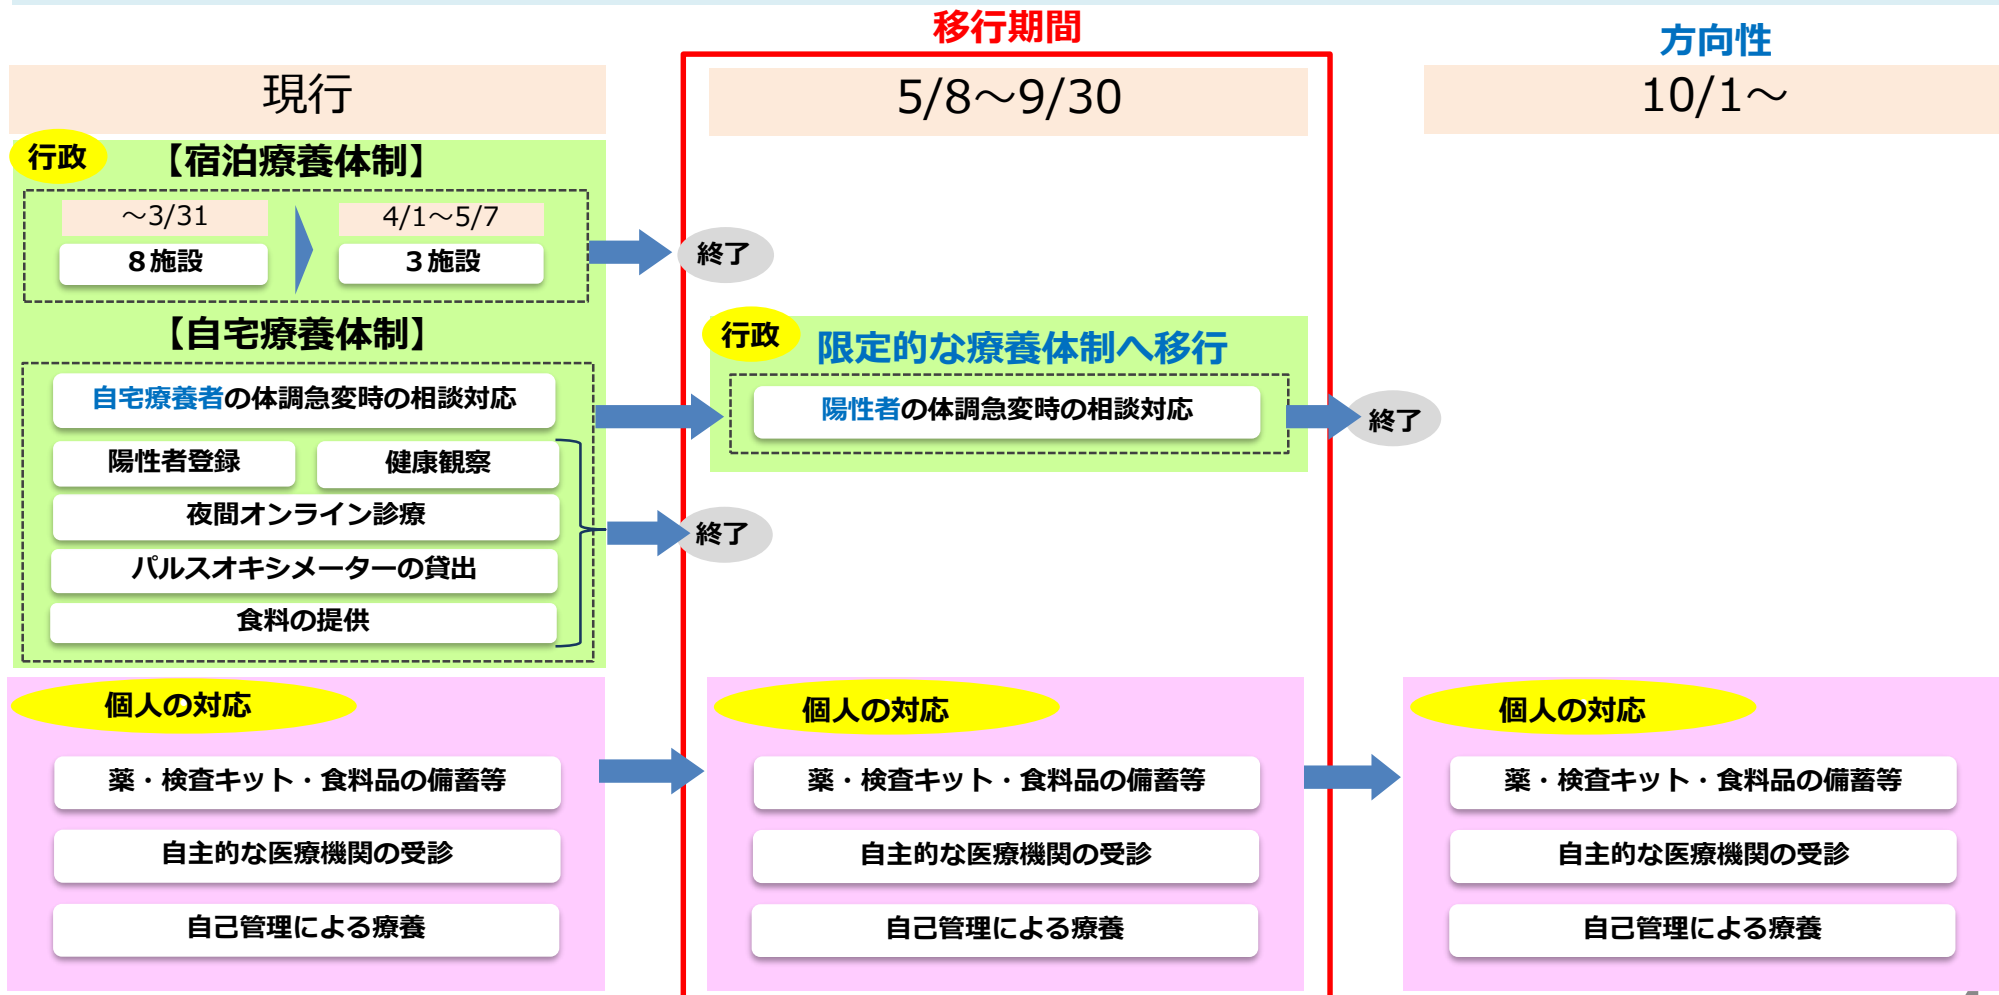 移行期間
方向性
現行
5/8～9/30
10/1～
行政
【宿泊療養体制】
～3/31
4/1～5/7
８施設
３施設
終了
【自宅療養体制】
自宅療養者の体調急変時の相談対応
陽性者登録
健康観察
夜間オンライン診療
パルスオキシメーターの貸出
食料の提供
終了
行政
限定的な療養体制へ移行
陽性者の体調急変時の相談対応
終了
個人の対応
薬・検査キット・食料品の備蓄等
自主的な医療機関の受診
自己管理による療養
個人の対応
薬・検査キット・食料品の備蓄等
自主的な医療機関の受診
自己管理による療養
個人の対応
薬・検査キット・食料品の備蓄等
自主的な医療機関の受診
自己管理による療養